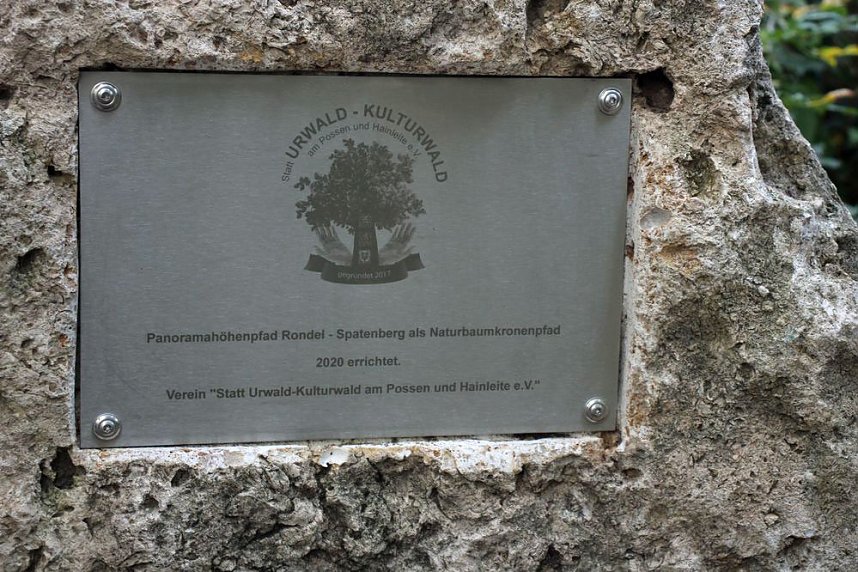 Statt URWALD - KULTURWALD
am Possen und Hainleite e.V.
gegründet 2017
Panoramahöhenpfad Rondel - Spatenberg als Naturbaumkronenpfad
2020 errichtet.
Verein "Statt Urwald-Kulturwald am Possen und Hainleite e.V."